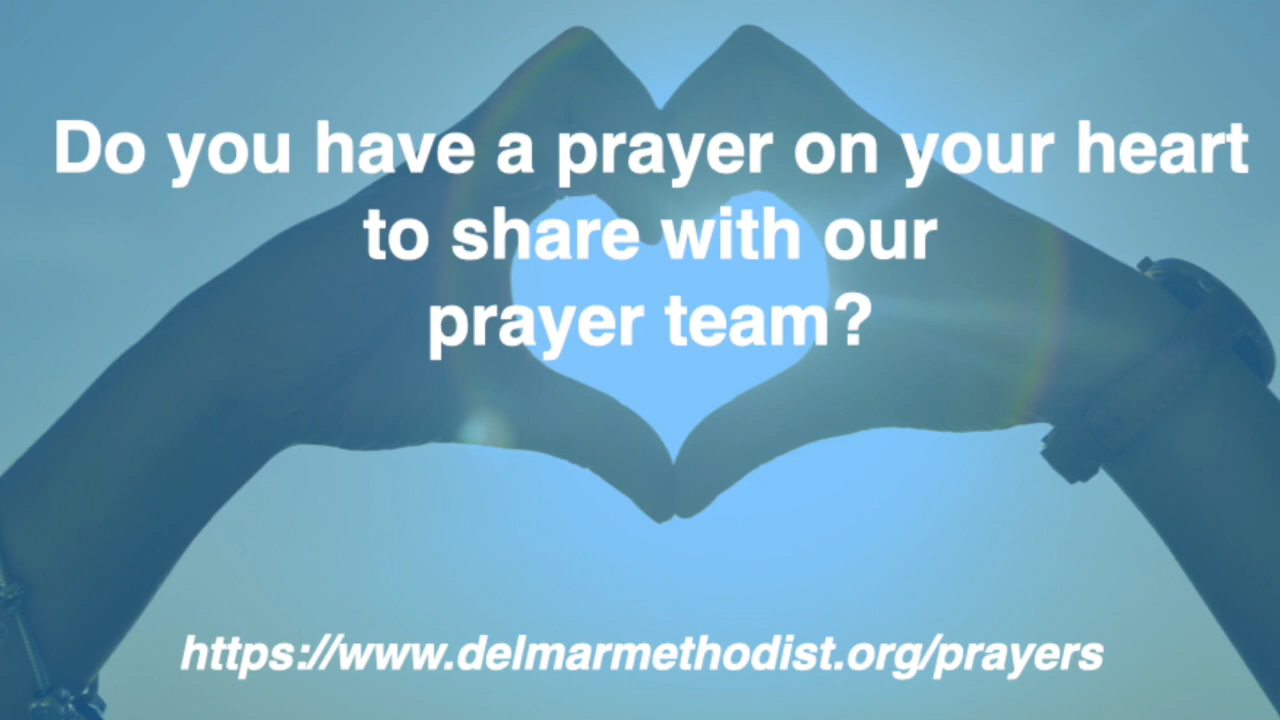 Do you have a prayer on your heart
to share with our
prayer team?
https://www.delmarmethodist.org/prayers